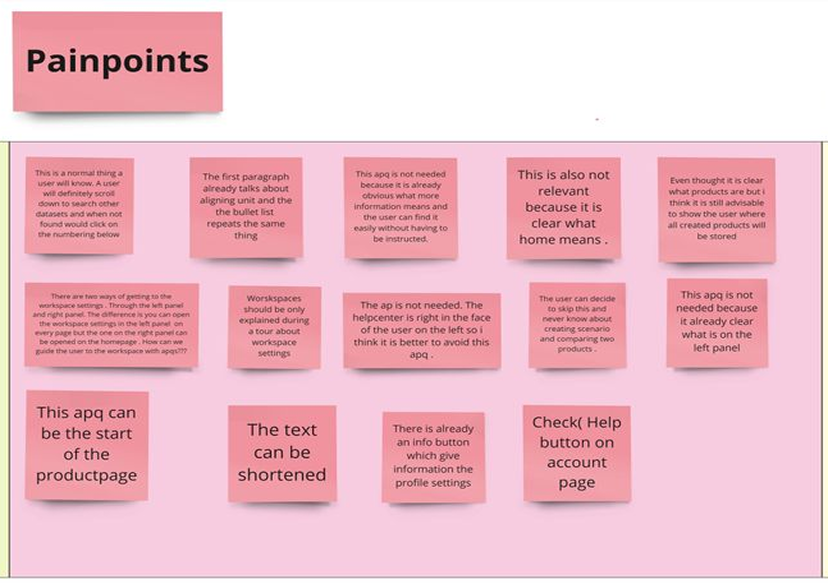 Painpoints
This is a normal thing a
user will know. A user
will definitely scroll
down to search other
datasets and when not
found would click on
the numbering below
The first paragraph
already talks about
aligning unit and the
the bullet list
repeats the same
thing
This apq is not needed
because it is already
obvious what more
information means and
the user can find it
easily without having to
be instructed.
This is also not
relevant
because it is
clear what
home means .
Even thought it is clear
what products are but i
think it is still advisable
to show the user where
all created products will
be stored
There are two ways of getting to the
workspace settings . Through the left panel
and right panel. The difference is you can open
the workspace settings in the left panel on
every page but the one on the right panel can
be opened on the homepage . How can we
guide the user to the workspace with apqs???
Worskspaces
should be only
explained during
a tour about
workspace
settings
The ap is not needed. The
helpcenter is right in the face
of the user on the left so i
think it is better to avoid this
apq .
The user can decide
to skip this and
never know about
creating scenario
and comparing two
products .
This apq is not
needed because
it already clear
what is on the
left panel
This apq can
be the start
of the
productpage
The text
can be
shortened
There is already
an info button
which give
information the
profile settings
Check( Help
button on
account
page